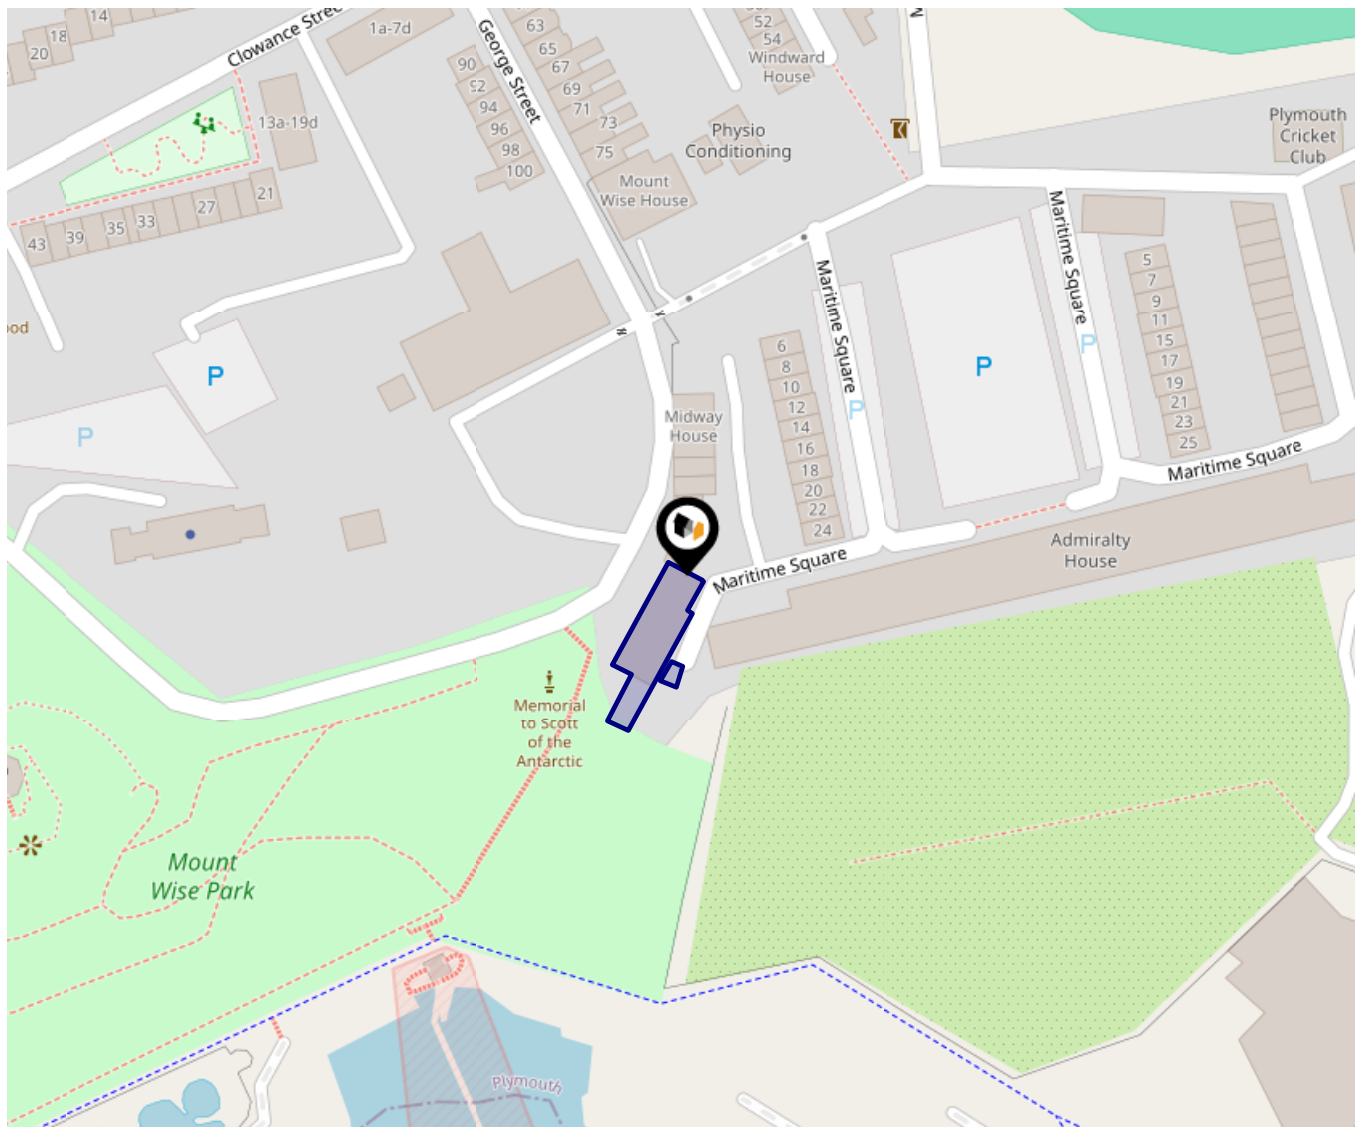 14
18
20
1a-7d
Clowance Stree
George Street
63
65
67
69
71
73
75
90
92
94
96
98
100
52
54
Windward
House
N
Physio
Conditioning
Plymouth
Cricket
Club
13a-19d
21
27
33
35
39
43
Mount
Wise House
Maritime Square
Maritime Square
5
7
9
11
15
17
19
21
23
25
ood
P
P
P
P
P
6
8
10
12
14
16
18
20
22
24
Midway
House
Maritime Square
Maritime Square
Admiralty
House
Memorial
to Scott
of the
Antarctic
Mount
Wise Park
Plymouth